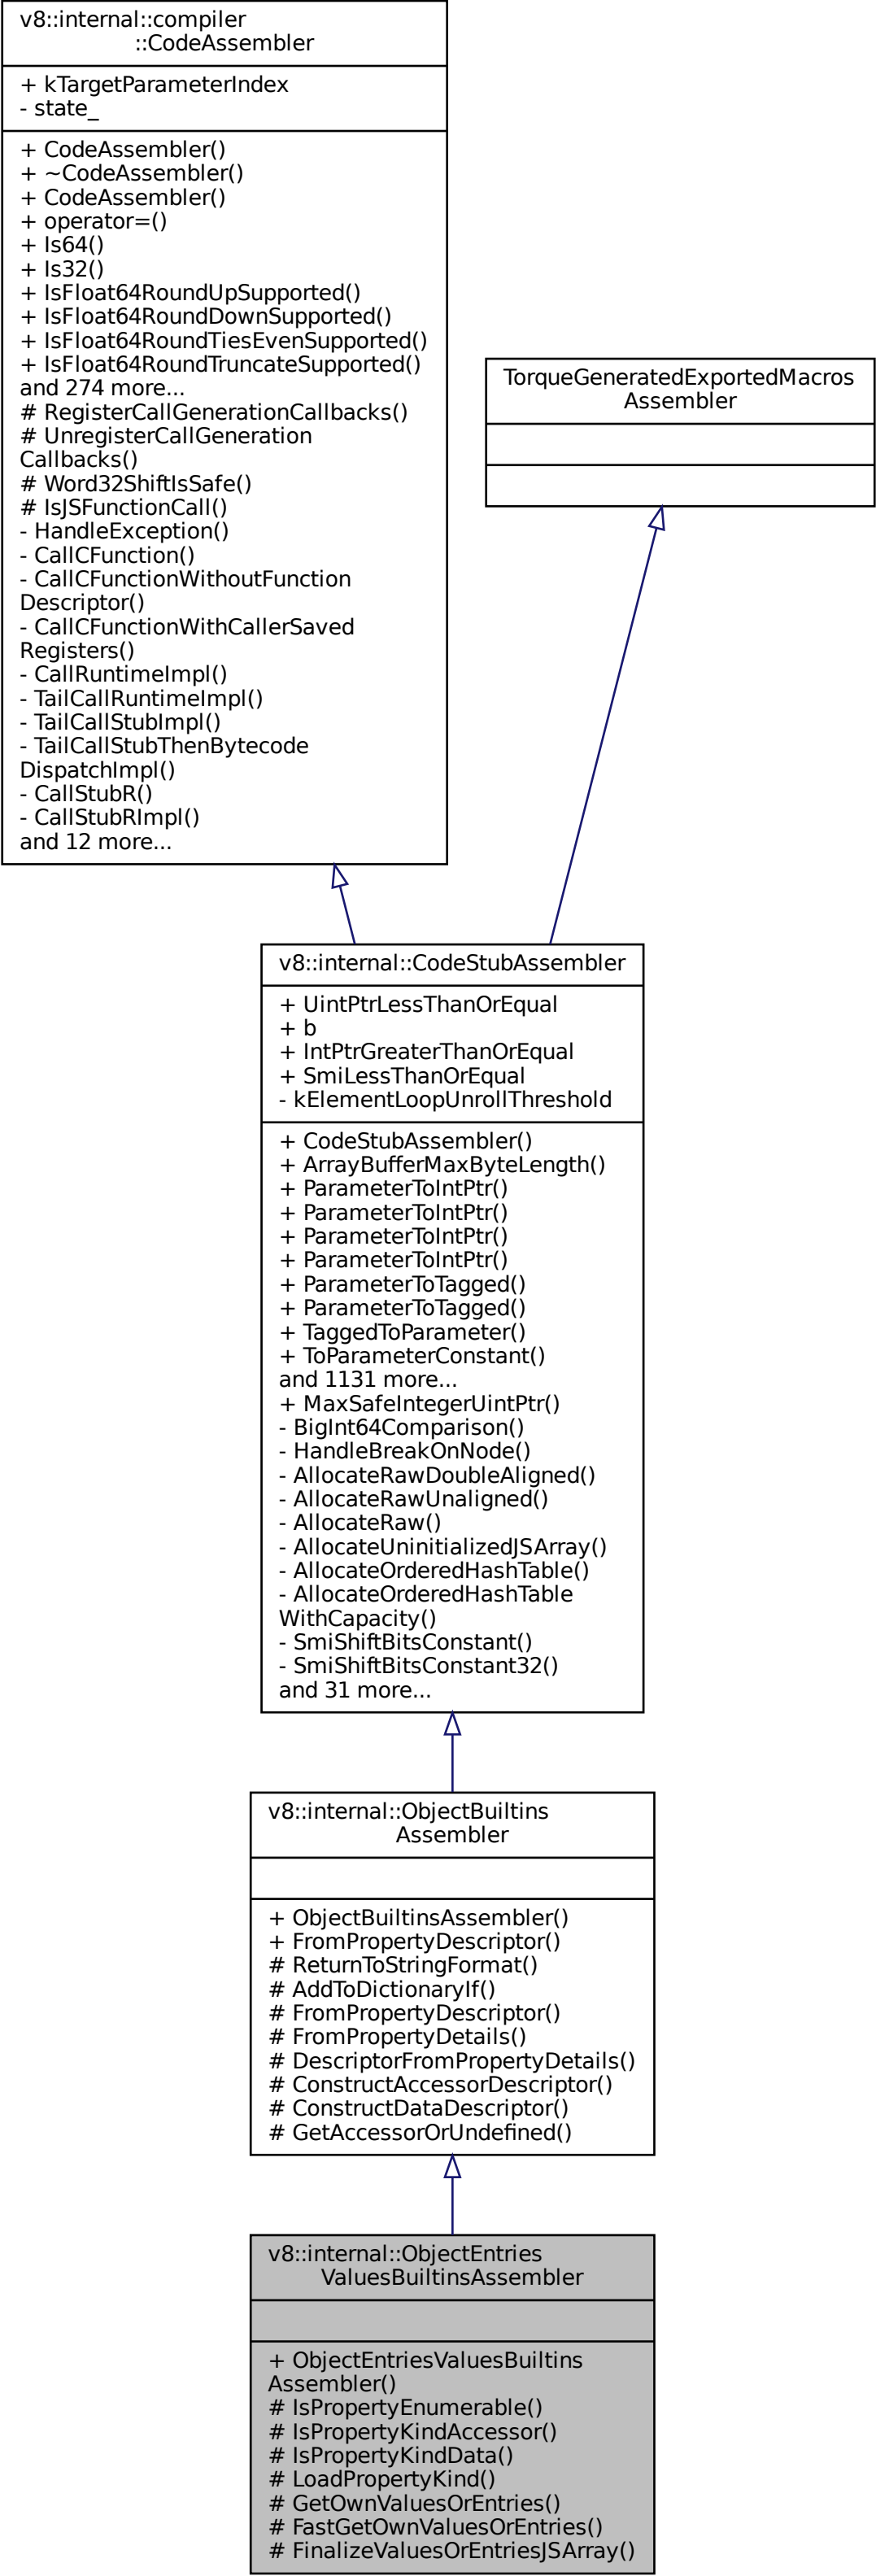 v8::internal::compiler
::CodeAssembler
+ kTargetParameterIndex
- state_
+ CodeAssembler()
+ ~CodeAssembler()
+ CodeAssembler()
+ operator=()
+ Is64()
+ Is32()
+ IsFloat64RoundUpSupported()
+ IsFloat64RoundDownSupported()
+ IsFloat64RoundTiesEvenSupported()
+ IsFloat64RoundTruncateSupported()
and 274 more...
# RegisterCallGenerationCallbacks()
# UnregisterCallGeneration
Callbacks()
# Word32ShiftIsSafe()
# IsJSFunctionCall()
- HandleException()
- CallCFunction()
- CallCFunctionWithoutFunction
Descriptor()
- CallCFunctionWithCallerSaved
Registers()
- CallRuntimeImpl()
- TailCallRuntimeImpl()
- TailCallStubImpl()
- TailCallStubThenBytecode
DispatchImpl()
- CallStubR()
- CallStubRImpl()
and 12 more...
TorqueGeneratedExportedMacros
Assembler
v8::internal::CodeStubAssembler
+ UintPtrLessThanOrEqual
+ b
+ IntPtrGreaterThanOrEqual
+ SmiLessThanOrEqual
- kElementLoopUnrollThreshold
+ CodeStubAssembler()
+ ArrayBufferMaxByteLength()
+ ParameterToIntPtr()
+ ParameterToIntPtr()
+ ParameterToIntPtr()
+ ParameterToIntPtr()
+ ParameterToTagged()
+ ParameterToTagged()
+ TaggedToParameter()
+ ToParameterConstant()
and 1131 more...
+ MaxSafeIntegerUintPtr()
- BigInt64Comparison()
- HandleBreakOnNode()
- AllocateRawDoubleAligned()
- AllocateRawUnaligned()
- AllocateRaw()
- AllocateUninitializedJSArray()
- AllocateOrderedHashTable()
- AllocateOrderedHashTable
WithCapacity()
- SmiShiftBitsConstant()
- SmiShiftBitsConstant32()
and 31 more...
v8::internal::ObjectBuiltins
Assembler
+ ObjectBuiltinsAssembler()
+ FromPropertyDescriptor()
# ReturnToStringFormat()
# AddToDictionaryIf()
# FromPropertyDescriptor()
# FromPropertyDetails()
# DescriptorFromPropertyDetails()
# ConstructAccessorDescriptor()
# ConstructDataDescriptor()
# GetAccessorOrUndefined()
v8::internal::ObjectEntries
ValuesBuiltinsAssembler
+ ObjectEntriesValuesBuiltins
Assembler()
# IsPropertyEnumerable()
# IsPropertyKindAccessor()
# IsPropertyKindData()
# LoadPropertyKind()
# GetOwnValuesOrEntries()
# FastGetOwnValuesOrEntries()
# FinalizeValuesOrEntriesJSArray()